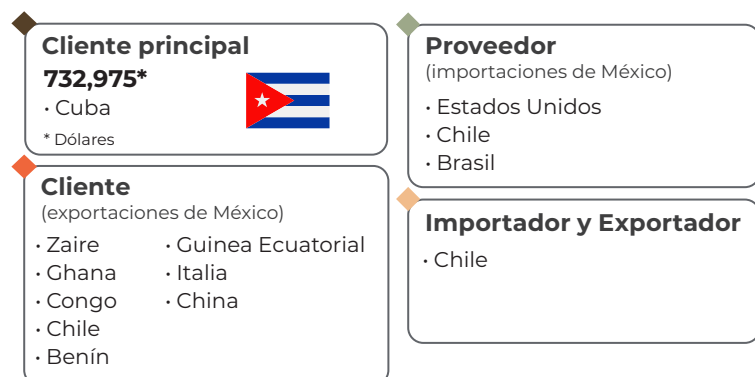 Cliente principal
732,975*
· Cuba
* Dólares
Cliente
(exportaciones de México)
· Zaire
· Ghana
· Congo
· Chile
· Benín
· Guinea Ecuatorial
· Italia
· China
Proveedor
(importaciones de México)
· Estados Unidos
· Chile
· Brasil
Importador y Exportador
· Chile